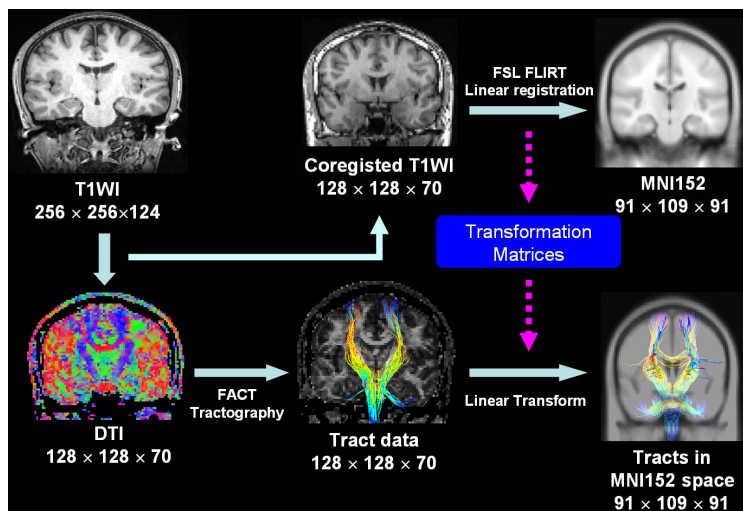 T1WI
256 × 256×124
Coregisted T1WI
128 × 128 × 70
FSL FLIRT
Linear registration
MNI152
91 × 109 × 91
Transformation
Matrices
DTI
128 × 128 × 70
FACT
Tractography
Tract data
128 × 128 × 70
Linear Transform
Tracts in
MNI152 space
91 × 109 × 91